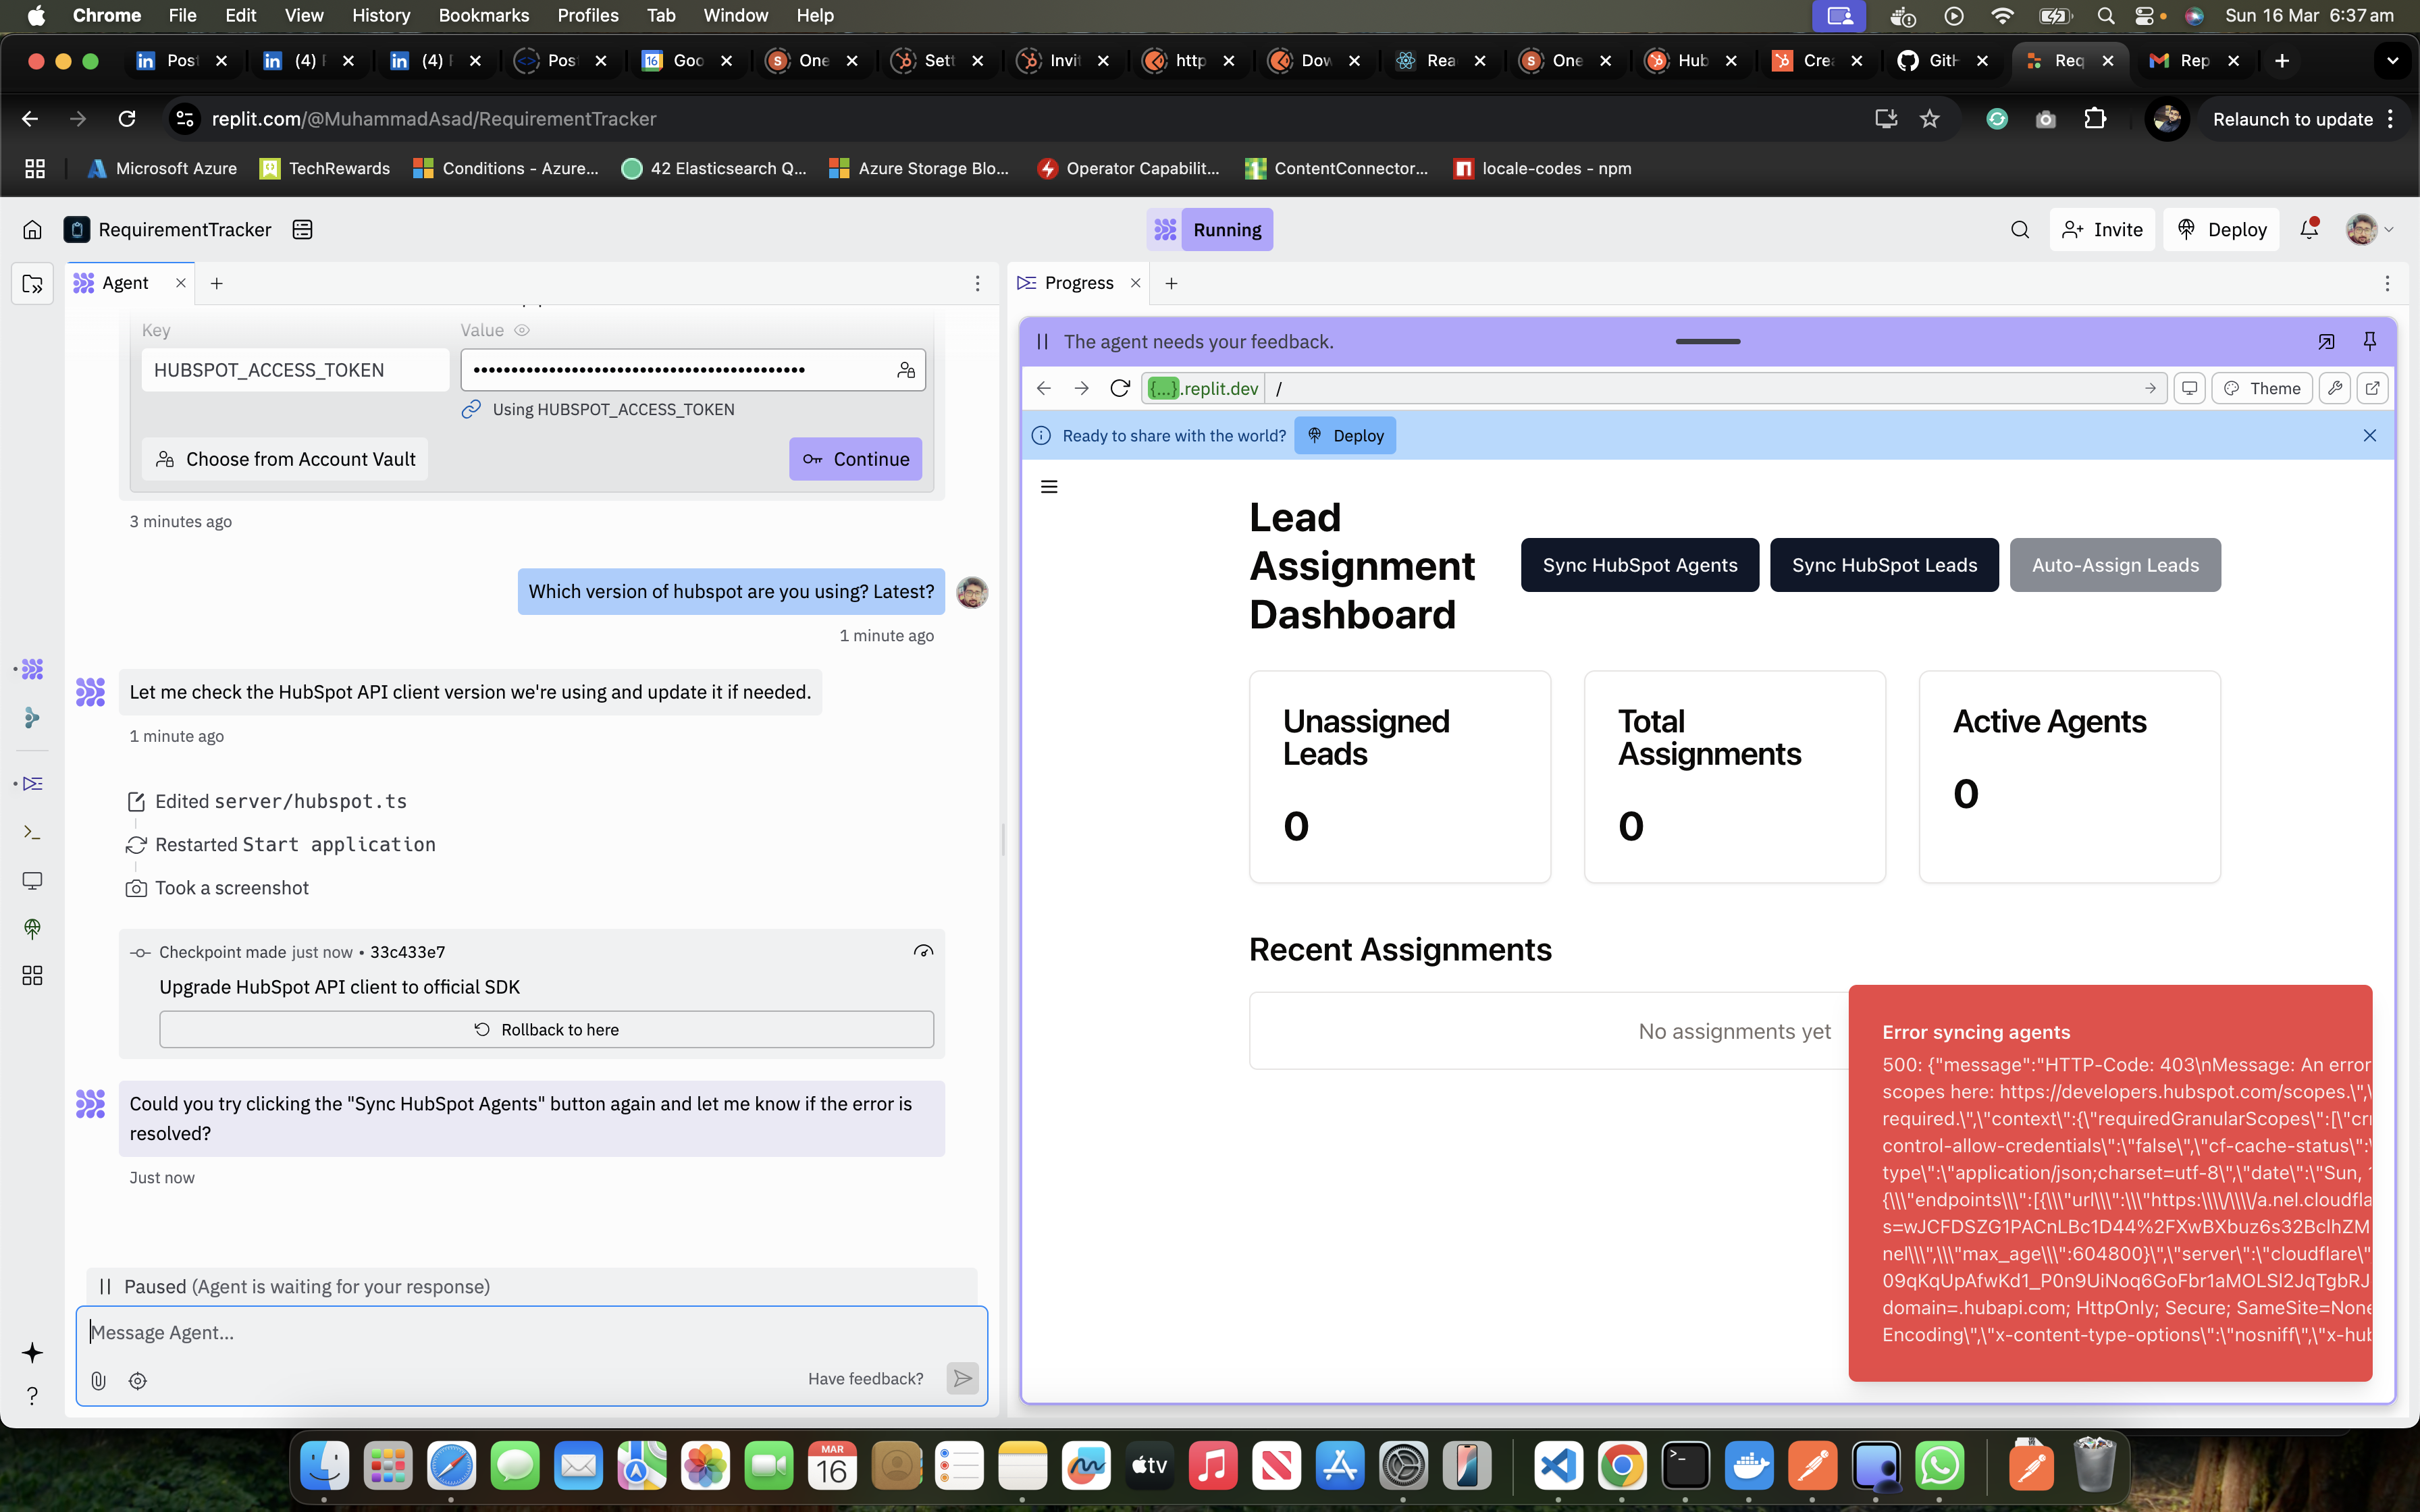 Chrome File Edit View History Bookmarks Profiles Tab Window Help
Sun 16 Mar 6:37 am
Post (4) (4) Goo One Sett Invi http Dow Rea One Hub Cre GitH Req Rep
replit.com/@MuhammadAsad/RequirementTracker
Relaunch to update
Microsoft Azure TechRewards Conditions - Azure... 42 Elasticsearch Q... Azure Storage Blo... Operator Capabilit... ContentConnector... locale-codes - npm
RequirementTracker
Running
Invite
Deploy
Agent
Key
Value
HUBSPOT_ACCESS_TOKEN
••••••••••••••••••••••••••••••••••••••••••••
Using HUBSPOT_ACCESS_TOKEN
Choose from Account Vault
Continue
3 minutes ago
Which version of hubspot are you using? Latest?
1 minute ago
Let me check the HubSpot API client version we're using and update it if needed.
1 minute ago
Edited server/hubspot.ts
Restarted Start application
Took a screenshot
Checkpoint made just now • 33c433e7
Upgrade HubSpot API client to official SDK
Rollback to here
Could you try clicking the "Sync HubSpot Agents" button again and let me know if the error is
resolved?
Just now
Paused (Agent is waiting for your response)
Message Agent...
Have feedback?
Progress
The agent needs your feedback.
{...}.replit.dev /
Theme
Ready to share with the world?
Deploy
Lead
Assignment
Dashboard
Sync HubSpot Agents
Sync HubSpot Leads
Auto-Assign Leads
Unassigned
Leads
0
Total
Assignments
0
Active Agents
0
Recent Assignments
No assignments yet
Error syncing agents
500: {"message":"HTTP-Code: 403\nMessage: An error
scopes here: https://developers.hubspot.com/scopes.\",\
required.\",\"context\":{\"requiredGranularScopes\":[\"cr
control-allow-credentials\":\"false\",\"cf-cache-status\":\
type\":\"application/json;charset=utf-8\",\"date\":\"Sun,
{\\\"endpoints\\\":[{\\\"url\\\":\\\"https:\\\\/\\\\/a.nel.cloudfla
s=wJCFDSZG1PACnLBc1D44%2FXwBXbuz6s32BclhZM
nel\\\",\\\"max_age\\\":604800}\",\"server\":\"cloudflare\"
09qKqUpAfwKd1_P0n9UiNoq6GoFbr1aMOLSl2JqTgbRJ
domain=.hubapi.com; HttpOnly; Secure; SameSite=None
Encoding\",\"x-content-type-options\":\"nosniff\",\"x-hub
MAR
16
tv